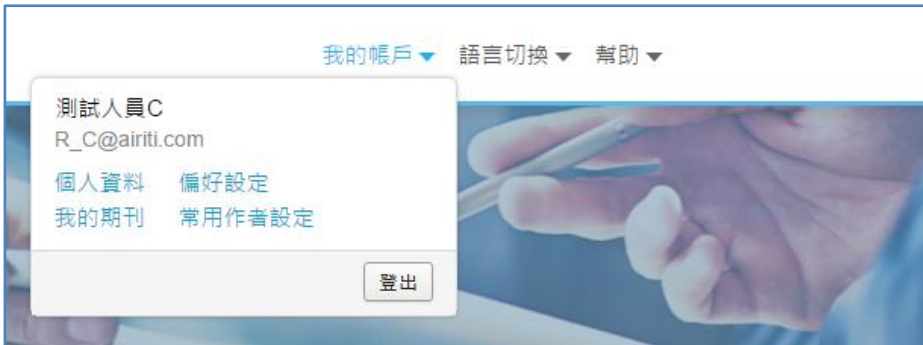 我的帳戶 語言切換 幫助
測試人員C
R_C@airiti.com
個人資料 偏好設定
我的期刊 常用作者設定
登出